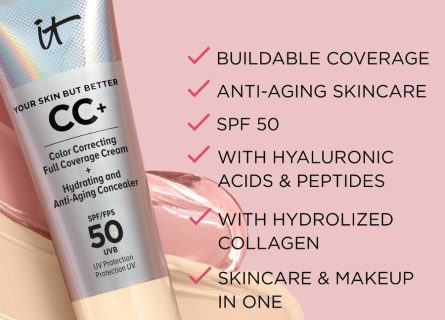 it
YOUR SKIN BUT BETTER
CC+
Color Correcting
Full Coverage Cream
+
Hydrating and
Anti-Aging Concealer
SPF/FPS
50
UVB
UV Protection
Protection UV
BUILDABLE COVERAGE
ANTI-AGING SKINCARE
SPF 50
WITH HYALURONIC
ACIDS & PEPTIDES
WITH HYDROLIZED
COLLAGEN
SKINCARE & MAKEUP
IN ONE